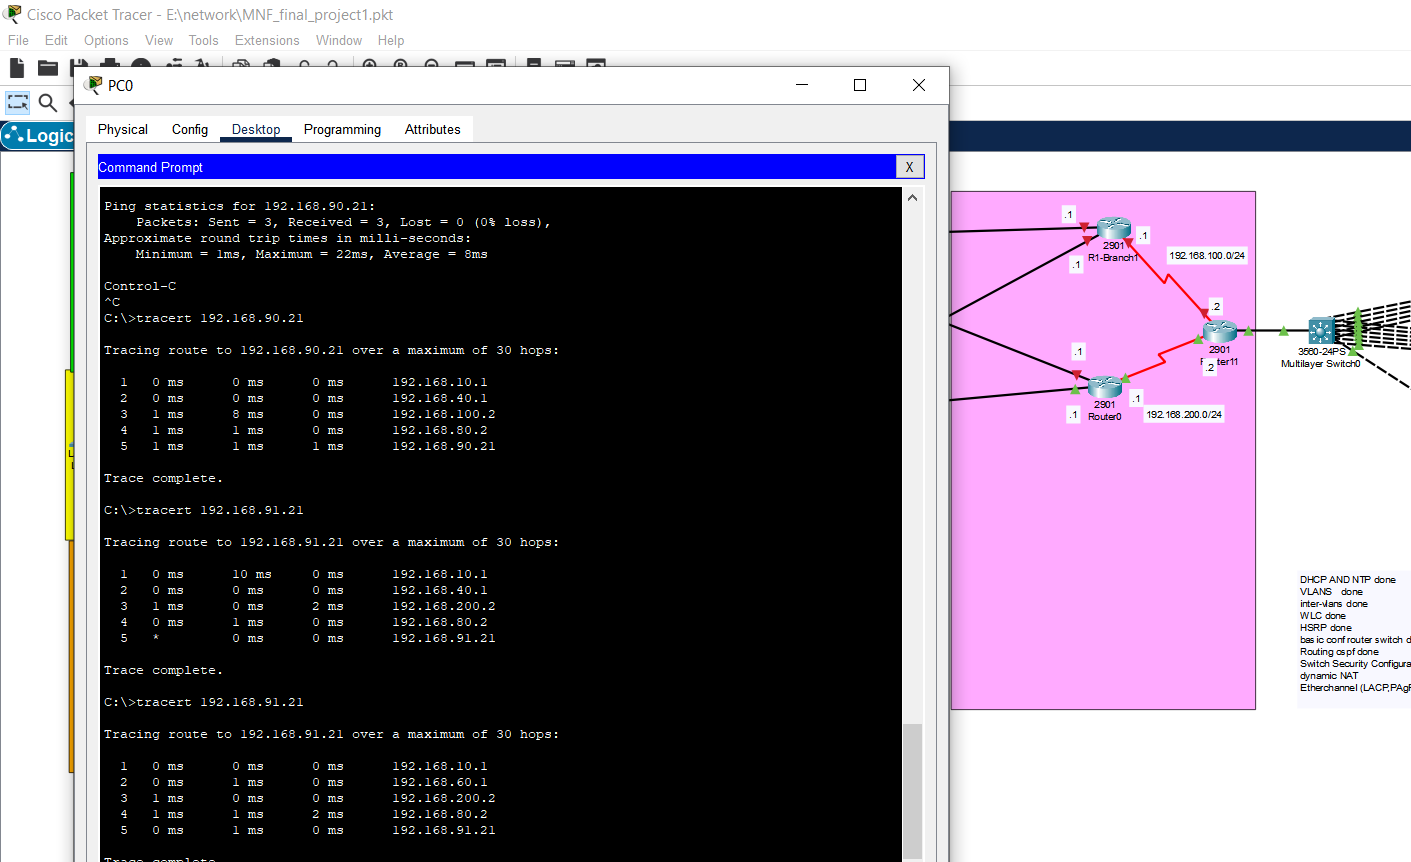 Cisco Packet Tracer - E:\network\MNF_final_project1.pkt
File Edit Options View Tools Extensions Window Help
PC0
Logic
Physical Config Desktop Programming Attributes
Command Prompt
X
Ping statistics for 192.168.90.21:
Packets: Sent = 3, Received = 3, Lost = 0 (0% loss),
Approximate round trip times in milli-seconds:
Minimum = 1ms, Maximum = 22ms, Average = 8ms
Control-C
^C
C:\>tracert 192.168.90.21
Tracing route to 192.168.90.21 over a maximum of 30 hops:
1 0 ms 0 ms 0 ms 192.168.10.1
2 0 ms 0 ms 0 ms 192.168.40.1
3 1 ms 8 ms 0 ms 192.168.100.2
4 1 ms 1 ms 0 ms 192.168.80.2
5 1 ms 1 ms 1 ms 192.168.90.21
Trace complete.
C:\>tracert 192.168.91.21
Tracing route to 192.168.91.21 over a maximum of 30 hops:
1 0 ms 10 ms 0 ms 192.168.10.1
2 0 ms 0 ms 0 ms 192.168.40.1
3 1 ms 0 ms 2 ms 192.168.200.2
4 0 ms 1 ms 0 ms 192.168.80.2
5 * 0 ms 0 ms 192.168.91.21
Trace complete.
C:\>tracert 192.168.91.21
Tracing route to 192.168.91.21 over a maximum of 30 hops:
1 0 ms 0 ms 0 ms 192.168.10.1
2 0 ms 1 ms 0 ms 192.168.60.1
3 1 ms 0 ms 0 ms 192.168.200.2
4 1 ms 1 ms 2 ms 192.168.80.2
5 0 ms 1 ms 0 ms 192.168.91.21
Trace complete
.1
.1
2901
R1-Branch1
.1
192.168.100.0/24
.2
2901
ter11
.2
3560-24PS
Multilayer Switch0
.1
2901
Router0
.1
.1
192.168.200.0/24
DHCP AND NTP done
VLANS done
inter-vlans done
WLC done
HSRP done
basic conf router switch d
Routing ospf done
Switch Security Configura
dynamic NAT
Etherchannel (LACP,PAgP